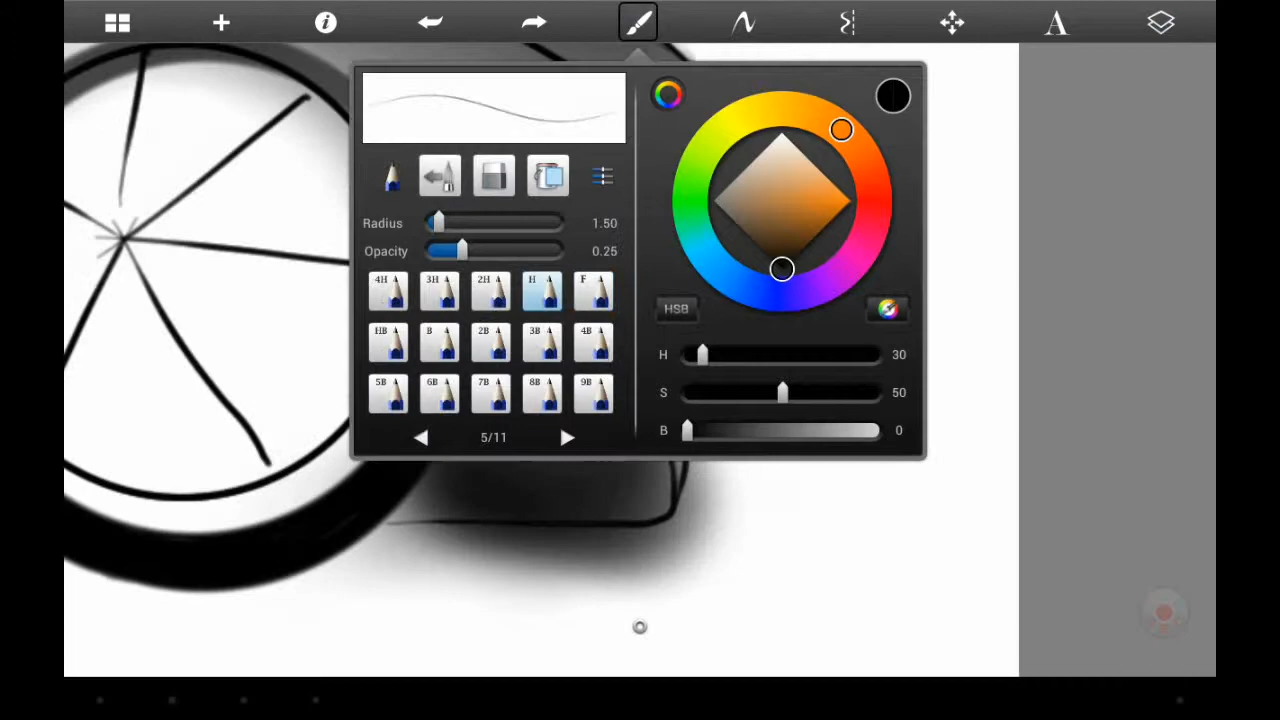 A
Radius 1.50
Opacity 0.25
4H 3H 2H H F
HB B 2B 3B 4B
5B 6B 7B 8B 9B
5/11
HSB
H 30
S 50
B 0